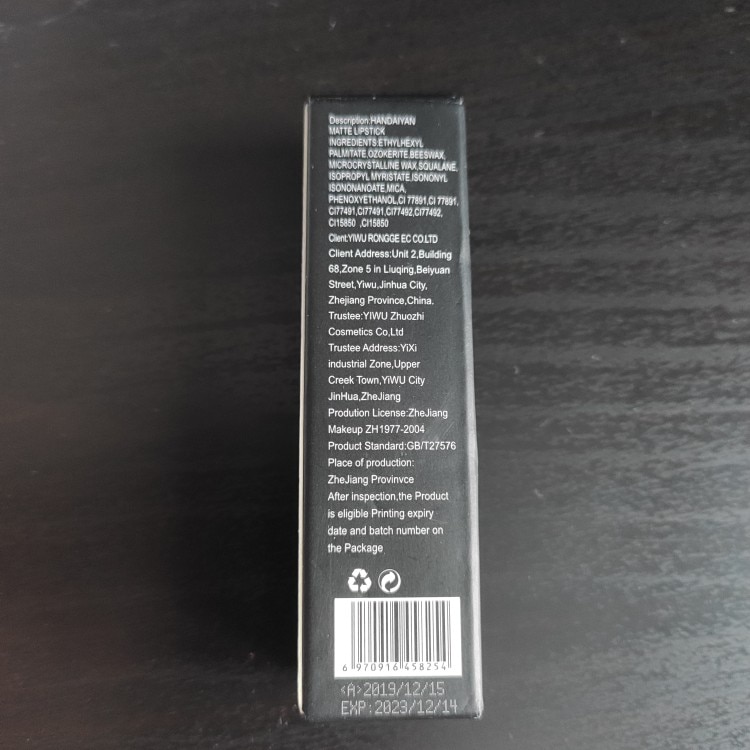 Description:HANDAIYAN
MATTE LIPSTICK
INGREDIENTS:ETHYLHEXYL
PALMITATE,OZOKERITE,BEESWAX,
MICROCRYSTALLINE WAX,SQUALANE,
ISOPROPYL MYRISTATE,ISONONYL
ISONONANOATE,MICA,
PHENOXYETHANOL,CI 77891,CI 77891,
CI77491,CI77491,CI77492,CI77492,
CI15850 ,CI15850
Client:YIWU RONGGE EC CO.LTD
Client Address:Unit 2,Building
68,Zone 5 in Liuqing,Beiyuan
Street,Yiwu,Jinhua City,
Zhejiang Province,China.
Trustee:YIWU Zhuozhi
Cosmetics Co,Ltd
Trustee Address:YiXi
industrial Zone,Upper
Creek Town,YiWU City
JinHua,ZheJiang
Prodution License:ZheJiang
Makeup ZH1977-2004
Product Standard:GB/T27576
Place of production:
ZheJiang Provinvce
After inspection,the Product
is eligible Printing expiry
date and batch number on
the Package
6 970916 458254
<A>2019/12/15
EXP:2023/12/14